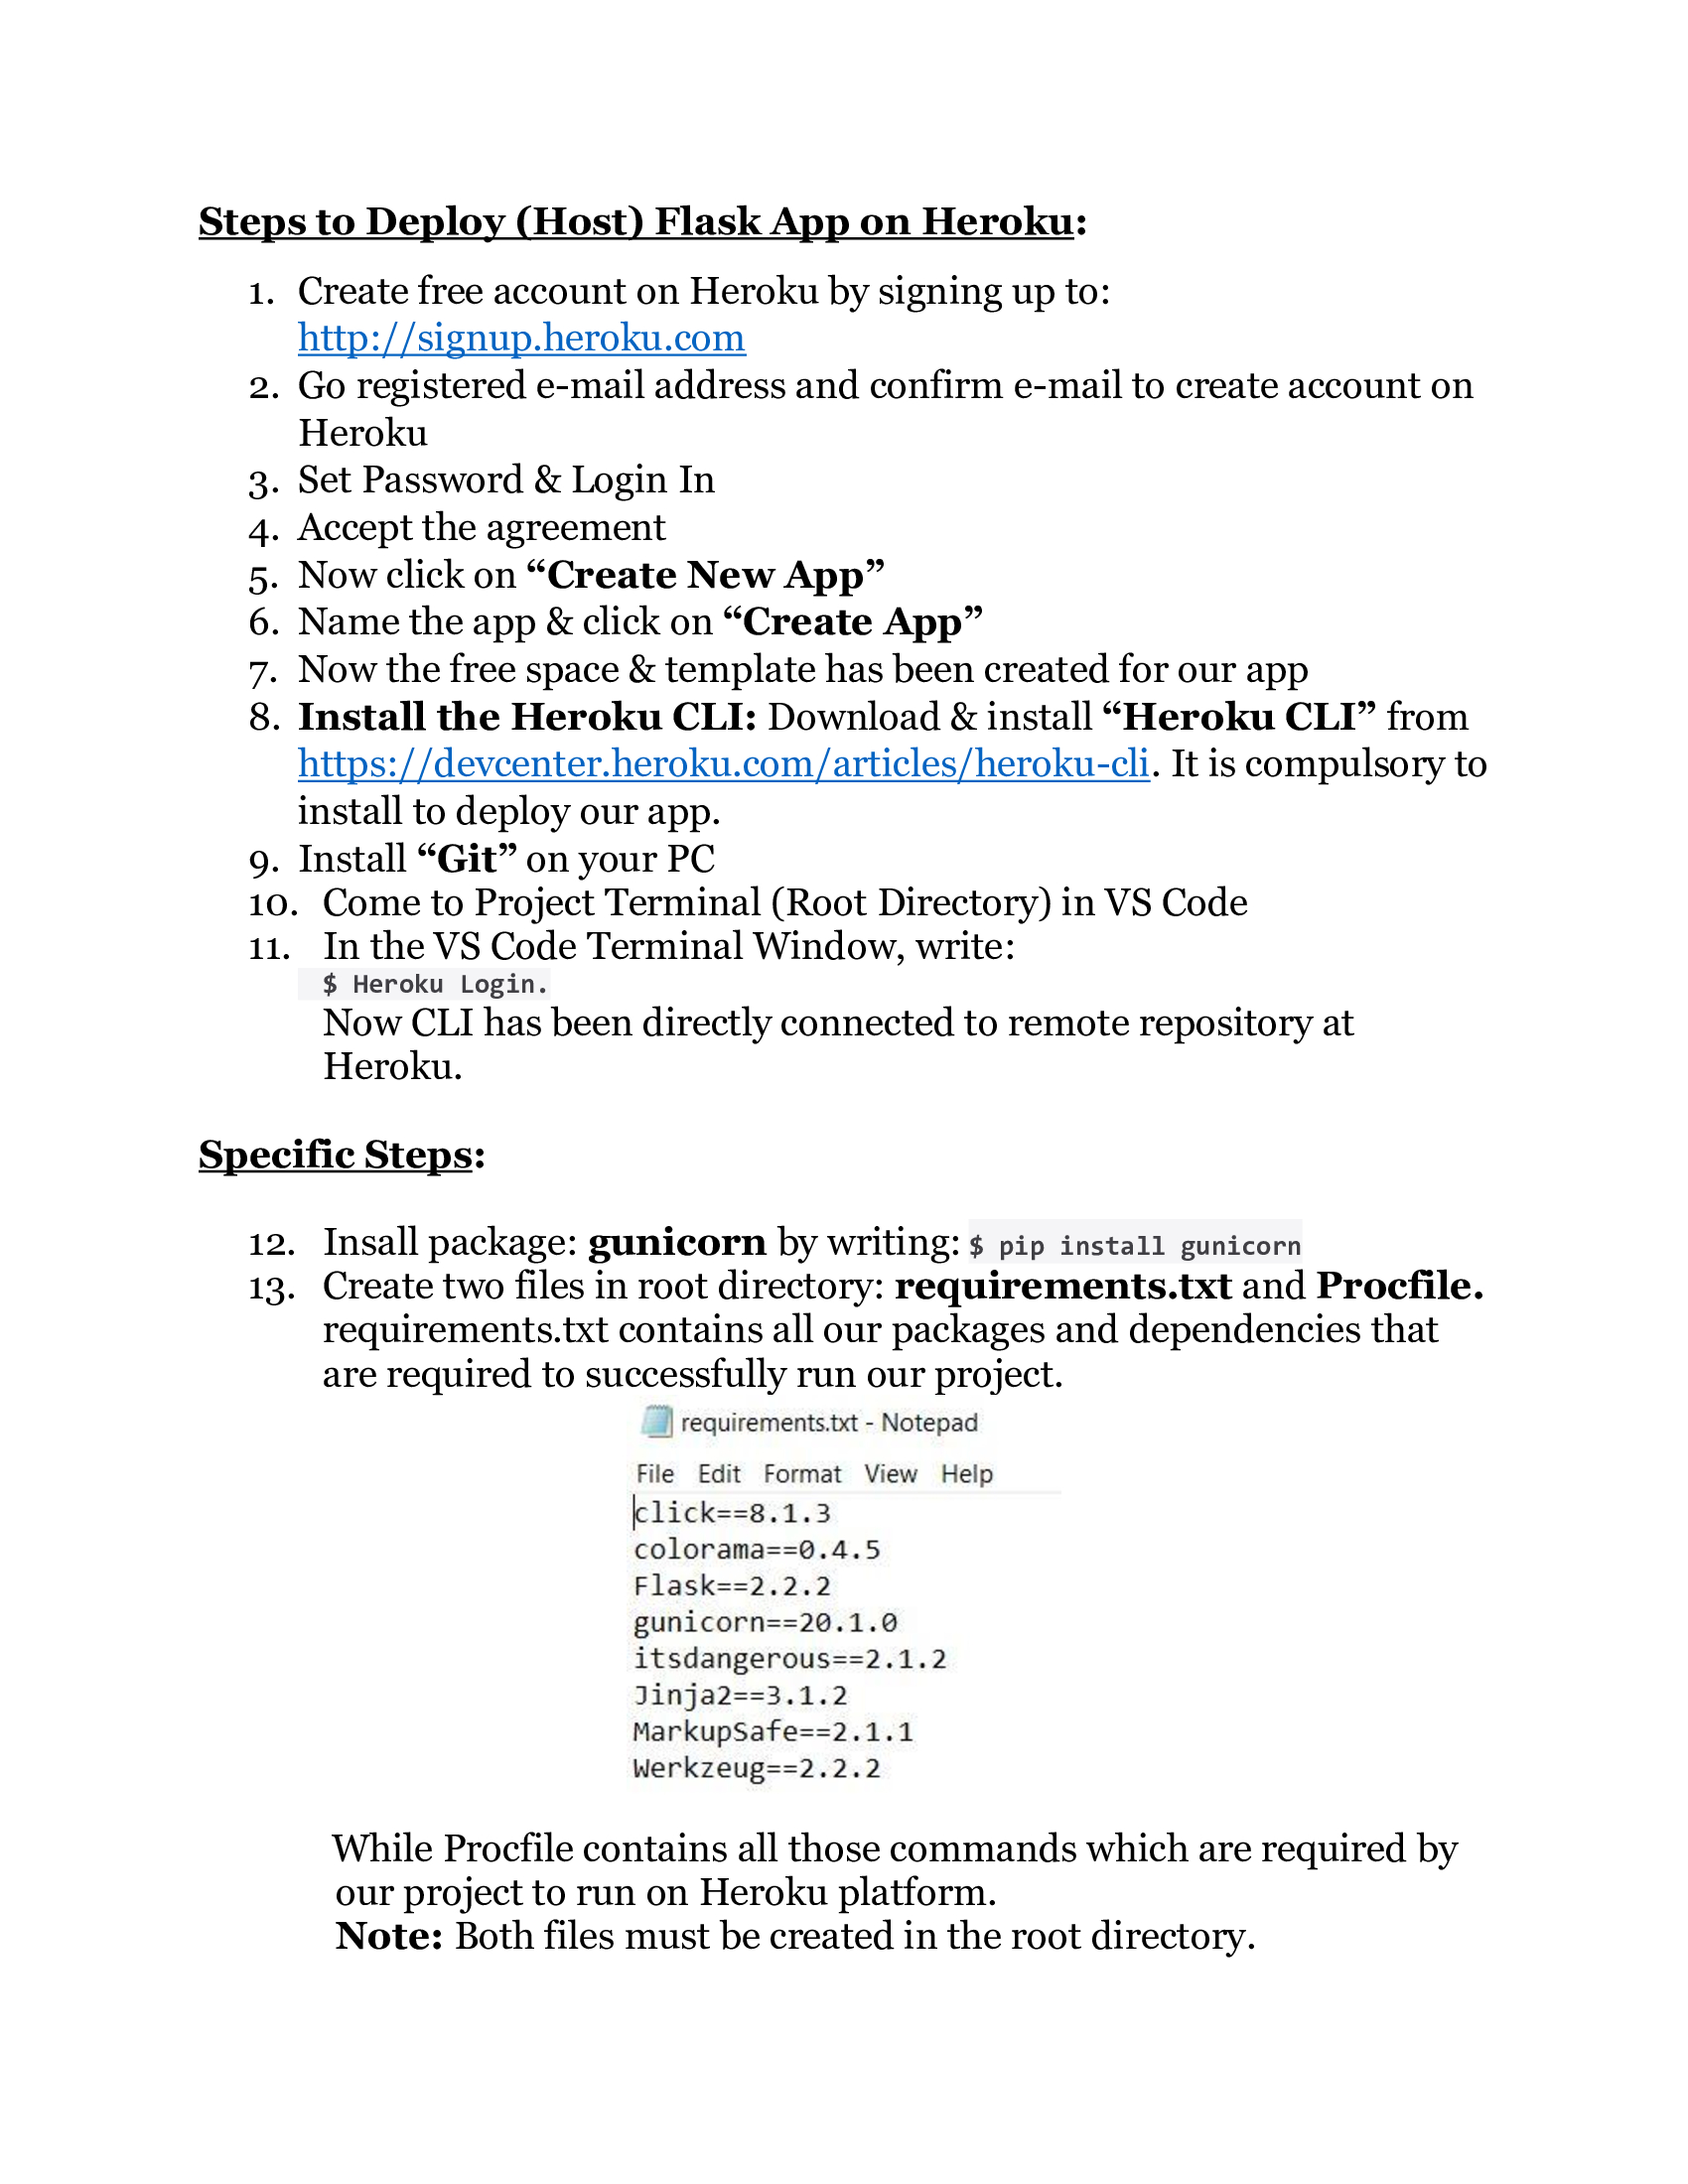 Steps to Deploy (Host) Flask App on Heroku:
1. Create free account on Heroku by signing up to:
http://signup.heroku.com
2. Go registered e-mail address and confirm e-mail to create account on
Heroku
3. Set Password & Login In
4. Accept the agreement
5. Now click on “Create New App”
6. Name the app & click on “Create App”
7. Now the free space & template has been created for our app
8. Install the Heroku CLI: Download & install “Heroku CLI” from
https://devcenter.heroku.com/articles/heroku-cli. It is compulsory to
install to deploy our app.
9. Install “Git” on your PC
10. Come to Project Terminal (Root Directory) in VS Code
11. In the VS Code Terminal Window, write:
$ Heroku Login.
Now CLI has been directly connected to remote repository at
Heroku.
Specific Steps:
12. Insall package: gunicorn by writing: $ pip install gunicorn
13. Create two files in root directory: requirements.txt and Procfile.
requirements.txt contains all our packages and dependencies that
are required to successfully run our project.
requirements.txt - Notepad
File Edit Format View Help
click==8.1.3
colorama==0.4.5
Flask==2.2.2
gunicorn==20.1.0
itsdangerous==2.1.2
Jinja2==3.1.2
MarkupSafe==2.1.1
Werkzeug==2.2.2
While Procfile contains all those commands which are required by
our project to run on Heroku platform.
Note: Both files must be created in the root directory.